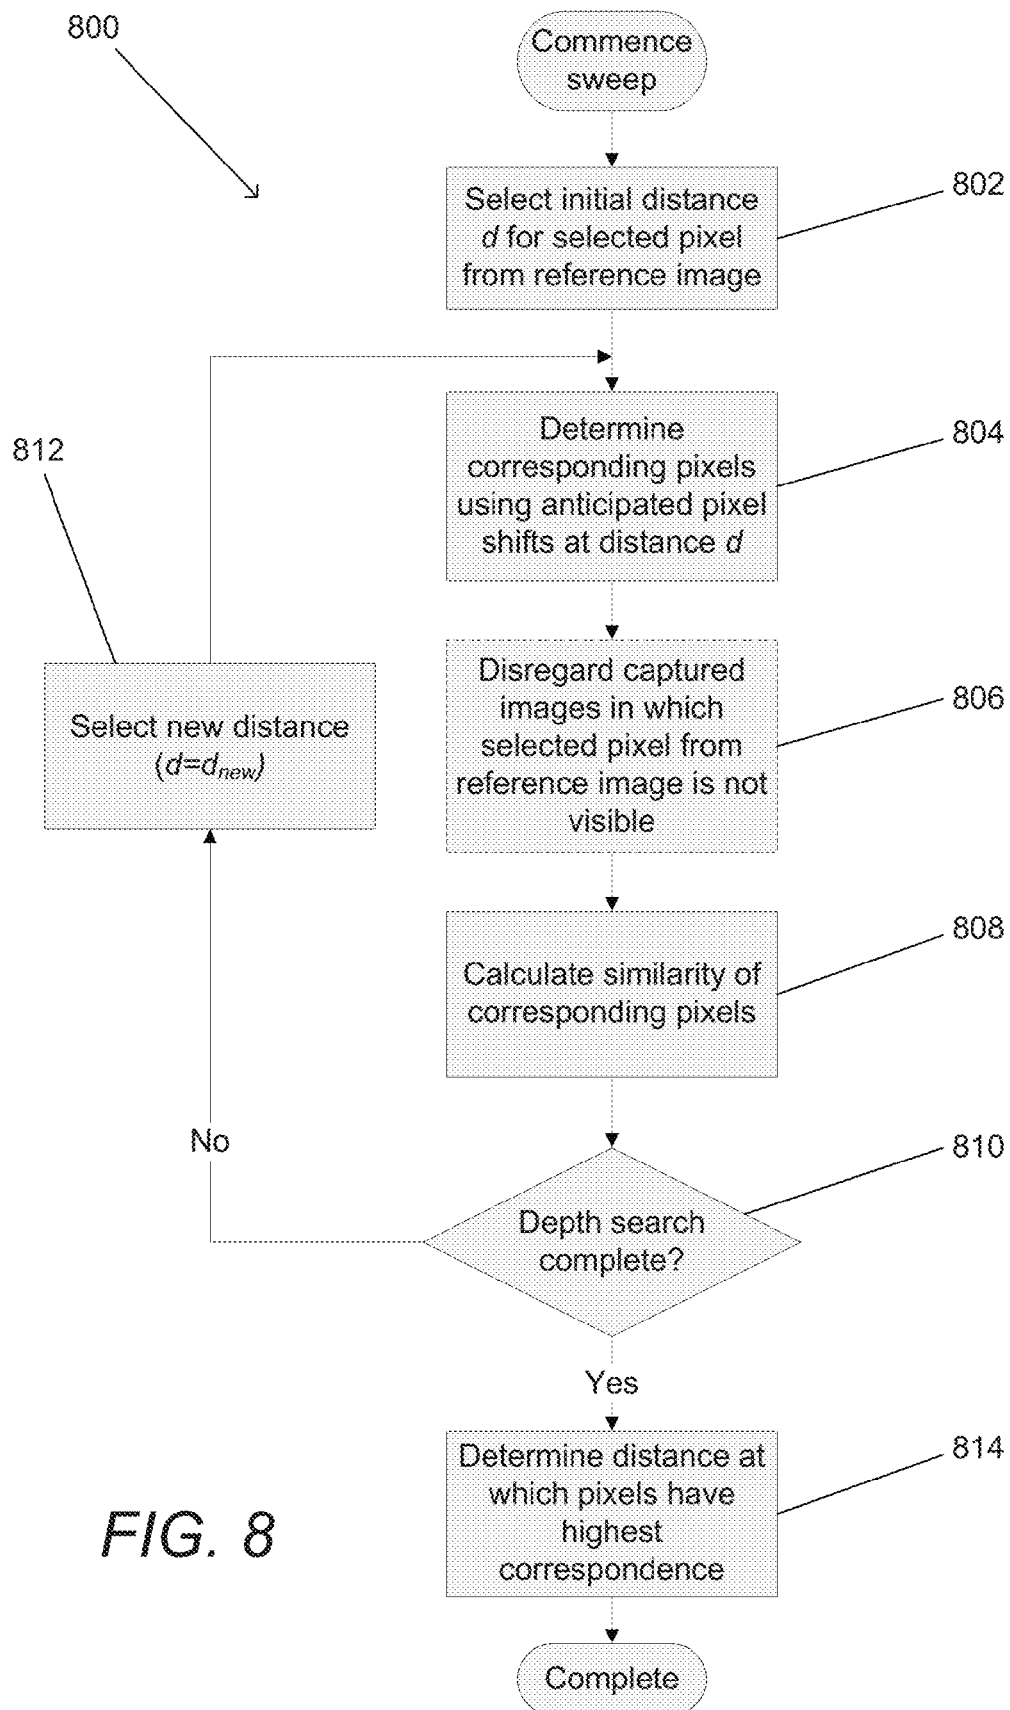 800
Commence
sweep
802
Select initial distance
d for selected pixel
from reference image
804
Determine
corresponding pixels
using anticipated pixel
shifts at distance d
812
Select new distance
(d=dnew)
806
Disregard captured
images in which
selected pixel from
reference image is not
visible
808
Calculate similarity of
corresponding pixels
No
810
Depth search
complete?
Yes
814
Determine distance at
which pixels have
highest
correspondence
FIG. 8
Complete